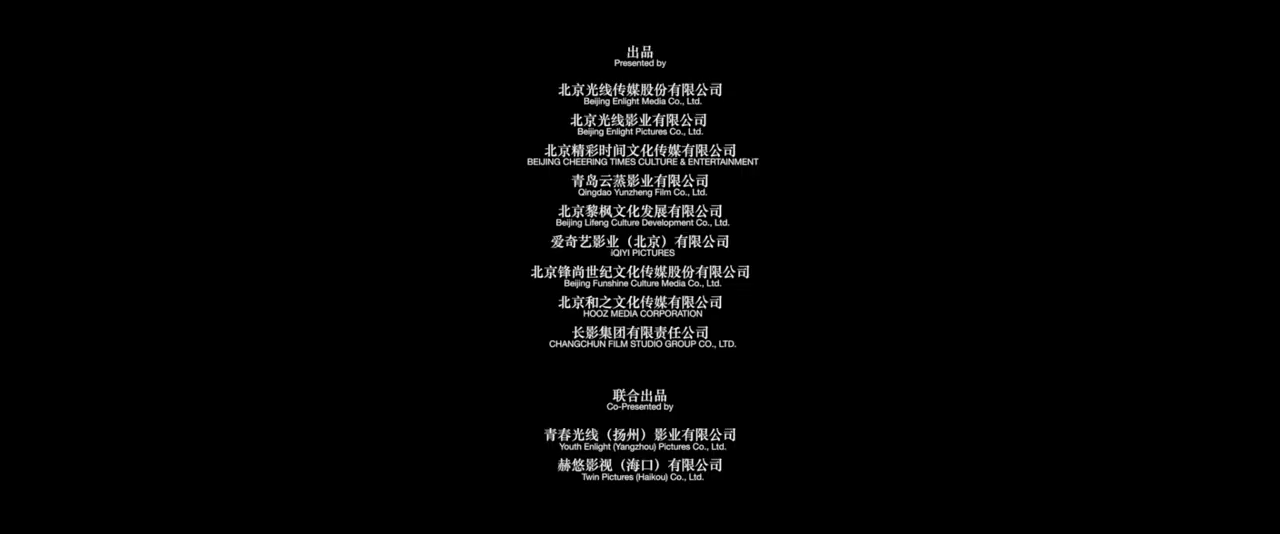 出品
Presented by
北京光线传媒股份有限公司
Beijing Enlight Media Co., Ltd.
北京光线影业有限公司
Beijing Enlight Pictures Co., Ltd.
北京精彩时间文化传媒有限公司
BEIJING CHEERING TIMES CULTURE & ENTERTAINMENT
青岛云蒸影业有限公司
Qingdao Yunzheng Film Co., Ltd.
北京黎枫文化发展有限公司
Beijing Lifeng Culture Development Co., Ltd.
爱奇艺影业（北京）有限公司
iQIYI PICTURES
北京锋尚世纪文化传媒股份有限公司
Beijing Funshine Culture Media Co., Ltd.
北京和之文化传媒有限公司
HOOZ MEDIA CORPORATION
长影集团有限责任公司
CHANGCHUN FILM STUDIO GROUP CO., LTD.
联合出品
Co-Presented by
青春光线（扬州）影业有限公司
Youth Enlight (Yangzhou) Pictures Co., Ltd.
赫悠影视（海口）有限公司
Twin Pictures (Haikou) Co., Ltd.